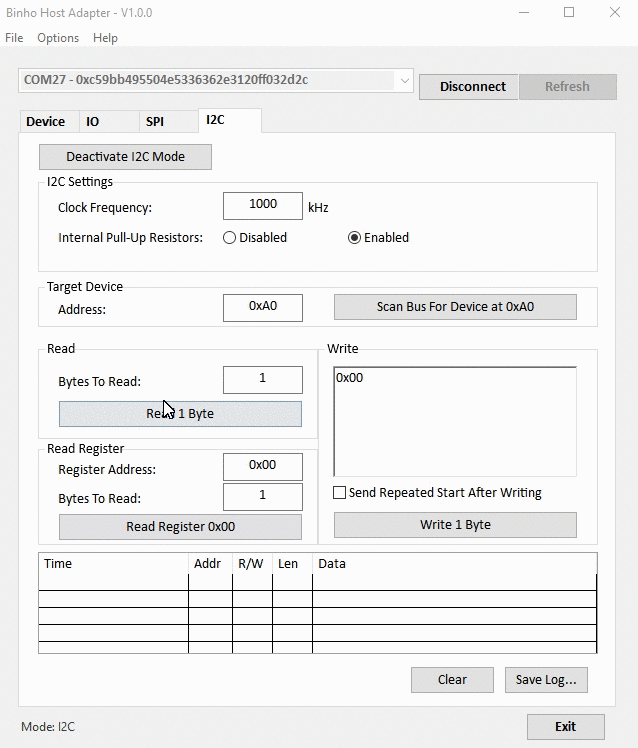 Binho Host Adapter - V1.0.0
File Options Help
COM27 - 0xc59bb495504e5336362e3120ff032d2c
Disconnect
Refresh
Device IO SPI I2C
Deactivate I2C Mode
I2C Settings
Clock Frequency: 1000 kHz
Internal Pull-Up Resistors: Disabled Enabled
Target Device
Address: 0xA0 Scan Bus For Device at 0xA0
Read
Bytes To Read: 1
Read 1 Byte
Write
0x00
Send Repeated Start After Writing
Write 1 Byte
Read Register
Register Address: 0x00
Bytes To Read: 1
Read Register 0x00
Time Addr R/W Len Data
Clear Save Log...
Mode: I2C Exit